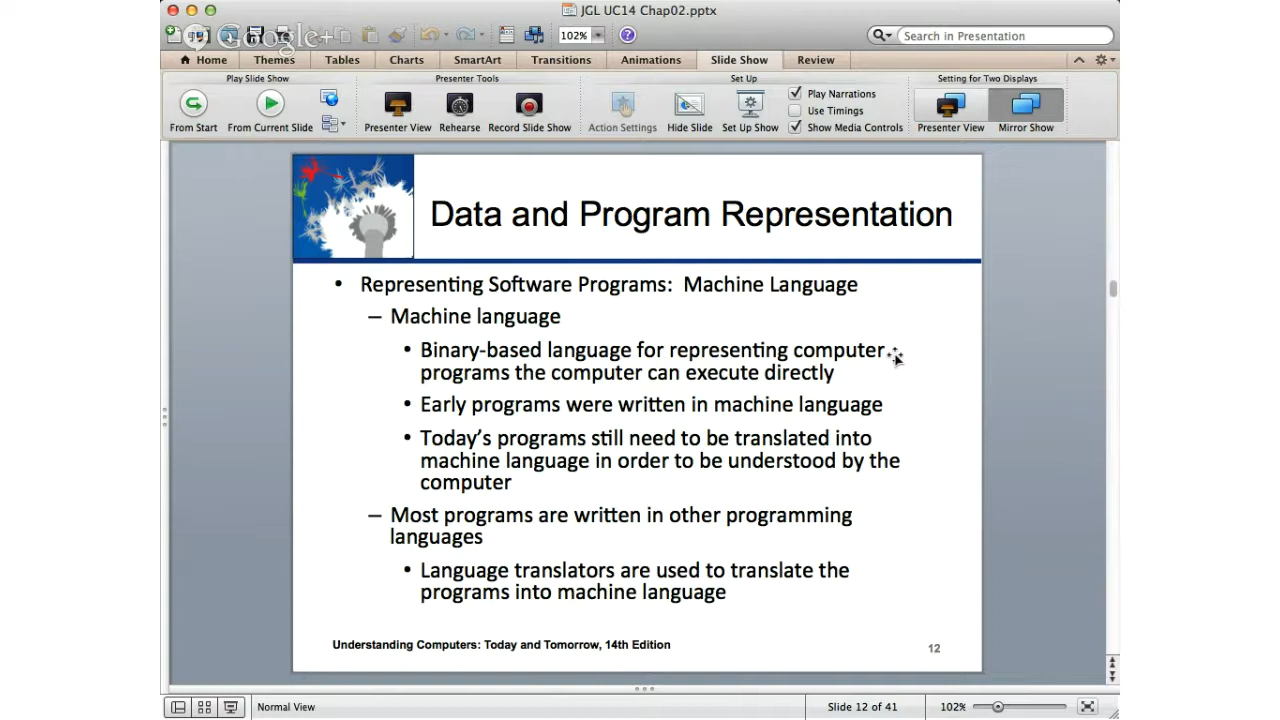 JGL UC14 Chap02.pptx
Google+
102%
Search in Presentation
Home Themes Tables Charts SmartArt Transitions Animations Slide Show Review
Play Slide Show Presenter Tools Set Up Setting for Two Displays
Play Narrations
Use Timings
From Start From Current Slide Presenter View Rehearse Record Slide Show Action Settings Hide Slide Set Up Show Show Media Controls Presenter View Mirror Show
Data and Program Representation
• Representing Software Programs: Machine Language
– Machine language
• Binary-based language for representing computer
programs the computer can execute directly
• Early programs were written in machine language
• Today's programs still need to be translated into
machine language in order to be understood by the
computer
– Most programs are written in other programming
languages
• Language translators are used to translate the
programs into machine language
Understanding Computers: Today and Tomorrow, 14th Edition
12
Normal View Slide 12 of 41 102%